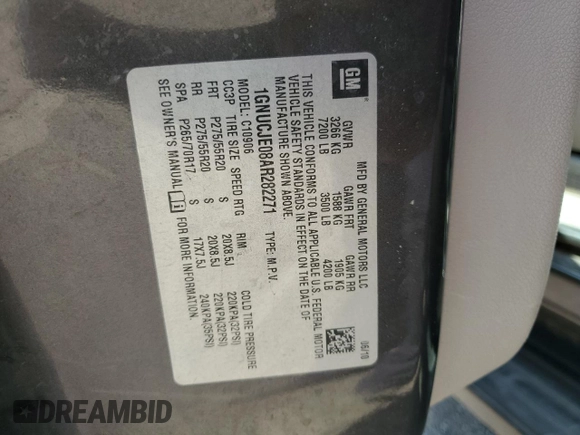 GM ®
MFD BY GENERAL MOTORS LLC 06/10
GVWR GAWR FRT GAWR RR
3266 KG 1588 KG 1905 KG
7200 LB 3500 LB 4200 LB
THIS VEHICLE CONFORMS TO ALL APPLICABLE U.S. FEDERAL MOTOR
VEHICLE SAFETY STANDARDS IN EFFECT ON THE DATE OF
MANUFACTURE SHOWN ABOVE.
1GNUCJE08AR282271 TYPE: M.P.V.
MODEL: C10906
CC3P TIRE SIZE SPEED RTG RIM COLD TIRE PRESSURE
FRT P275/55R20 S 20X8.5J 220KPA(32PSI)
RR P275/55R20 S 20X8.5J 220KPA(32PSI)
SPA P265/70R17 S 17X7.5J 240KPA(35PSI)
SEE OWNER'S MANUAL FOR MORE INFORMATION.
DREAMBID